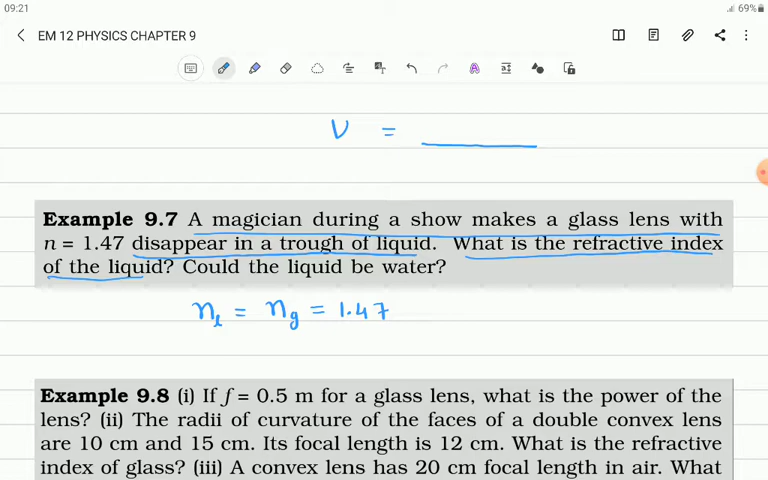 09:21 69%
EM 12 PHYSICS CHAPTER 9
ν = 
Example 9.7 A magician during a show makes a glass lens with
n = 1.47 disappear in a trough of liquid. What is the refractive index
of the liquid? Could the liquid be water?
nₗ = n_g = 1.47
Example 9.8 (i) If f = 0.5 m for a glass lens, what is the power of the
lens? (ii) The radii of curvature of the faces of a double convex lens
are 10 cm and 15 cm. Its focal length is 12 cm. What is the refractive
index of glass? (iii) A convex lens has 20 cm focal length in air. What